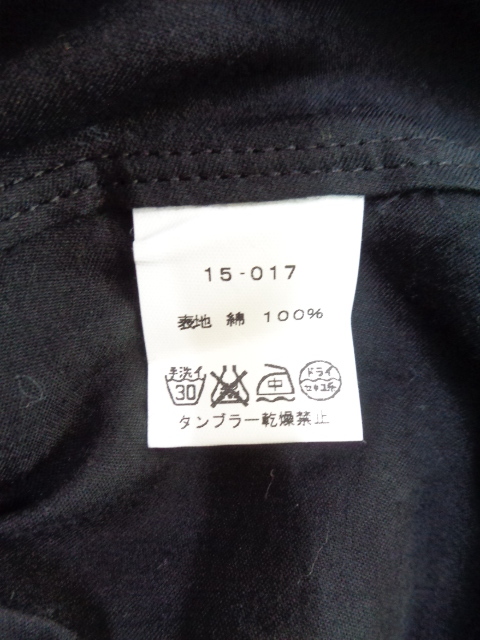 15-017
表地 綿 100%
手洗イ 30 中 ドライ セキユ系
タンブラー乾燥禁止